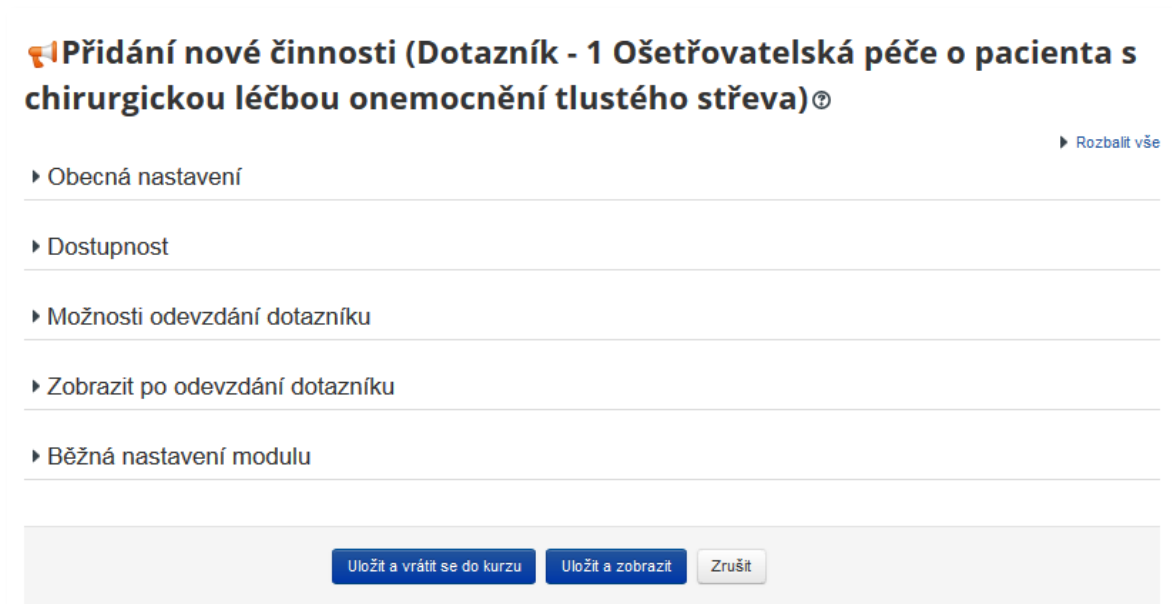 Přidání nové činnosti (Dotazník - 1 Ošetřovatelská péče o pacienta s
chirurgickou léčbou onemocnění tlustého střeva)
Rozbalit vše
Obecná nastavení
Dostupnost
Možnosti odevzdání dotazníku
Zobrazit po odevzdání dotazníku
Běžná nastavení modulu
Uložit a vrátit se do kurzu Uložit a zobrazit Zrušit